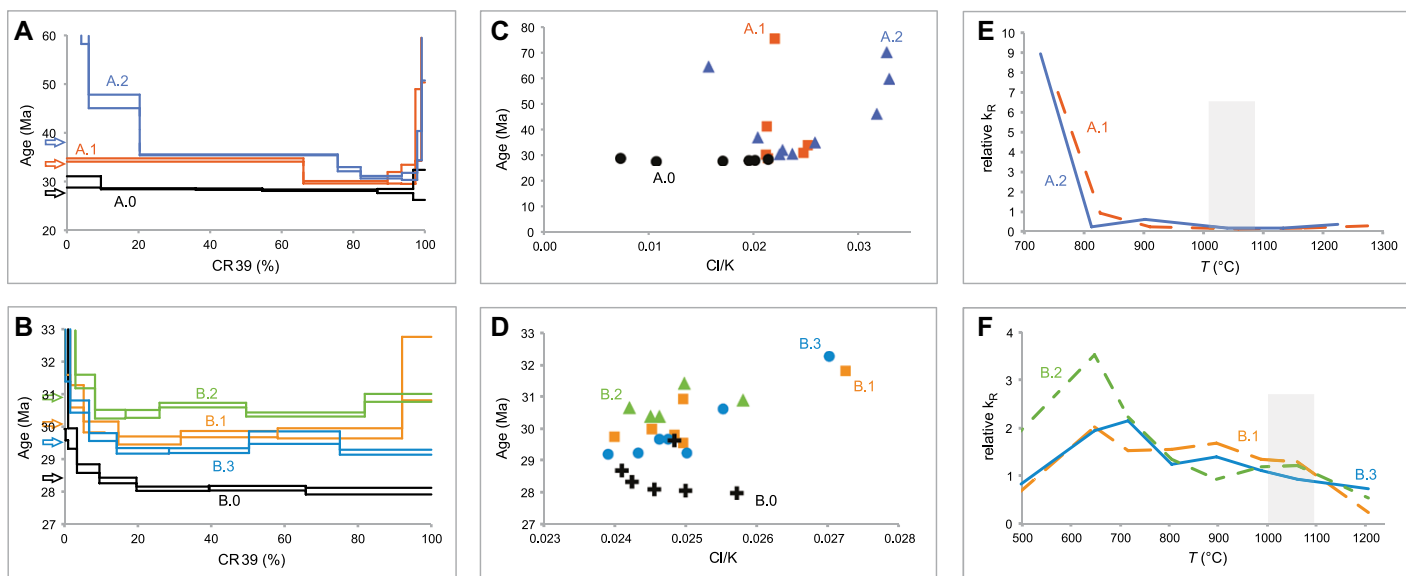 A
60
50
40
30
20
Age (Ma)
A.2
A.1
A.0
0
20
40
60
80
100
CR39 (%)
C
80
70
60
50
40
30
20
10
0
Age (Ma)
A.1
A.2
A.0
0.00
0.01
0.02
0.03
Cl/K
E
10
9
8
7
6
5
4
3
2
1
0
relative kR
A.1
A.2
700
800
900
1000
1100
1200
1300
T (°C)
B
33
32
31
30
29
28
27
Age (Ma)
B.2
B.1
B.3
B.0
0
20
40
60
80
100
CR39 (%)
D
33
32
31
30
29
28
27
Age (Ma)
B.3
B.1
B.2
B.0
0.023
0.024
0.025
0.026
0.027
0.028
Cl/K
F
4
3
2
1
0
relative kR
B.2
B.1
B.3
500
600
700
800
900
1000
1100
1200
T (°C)